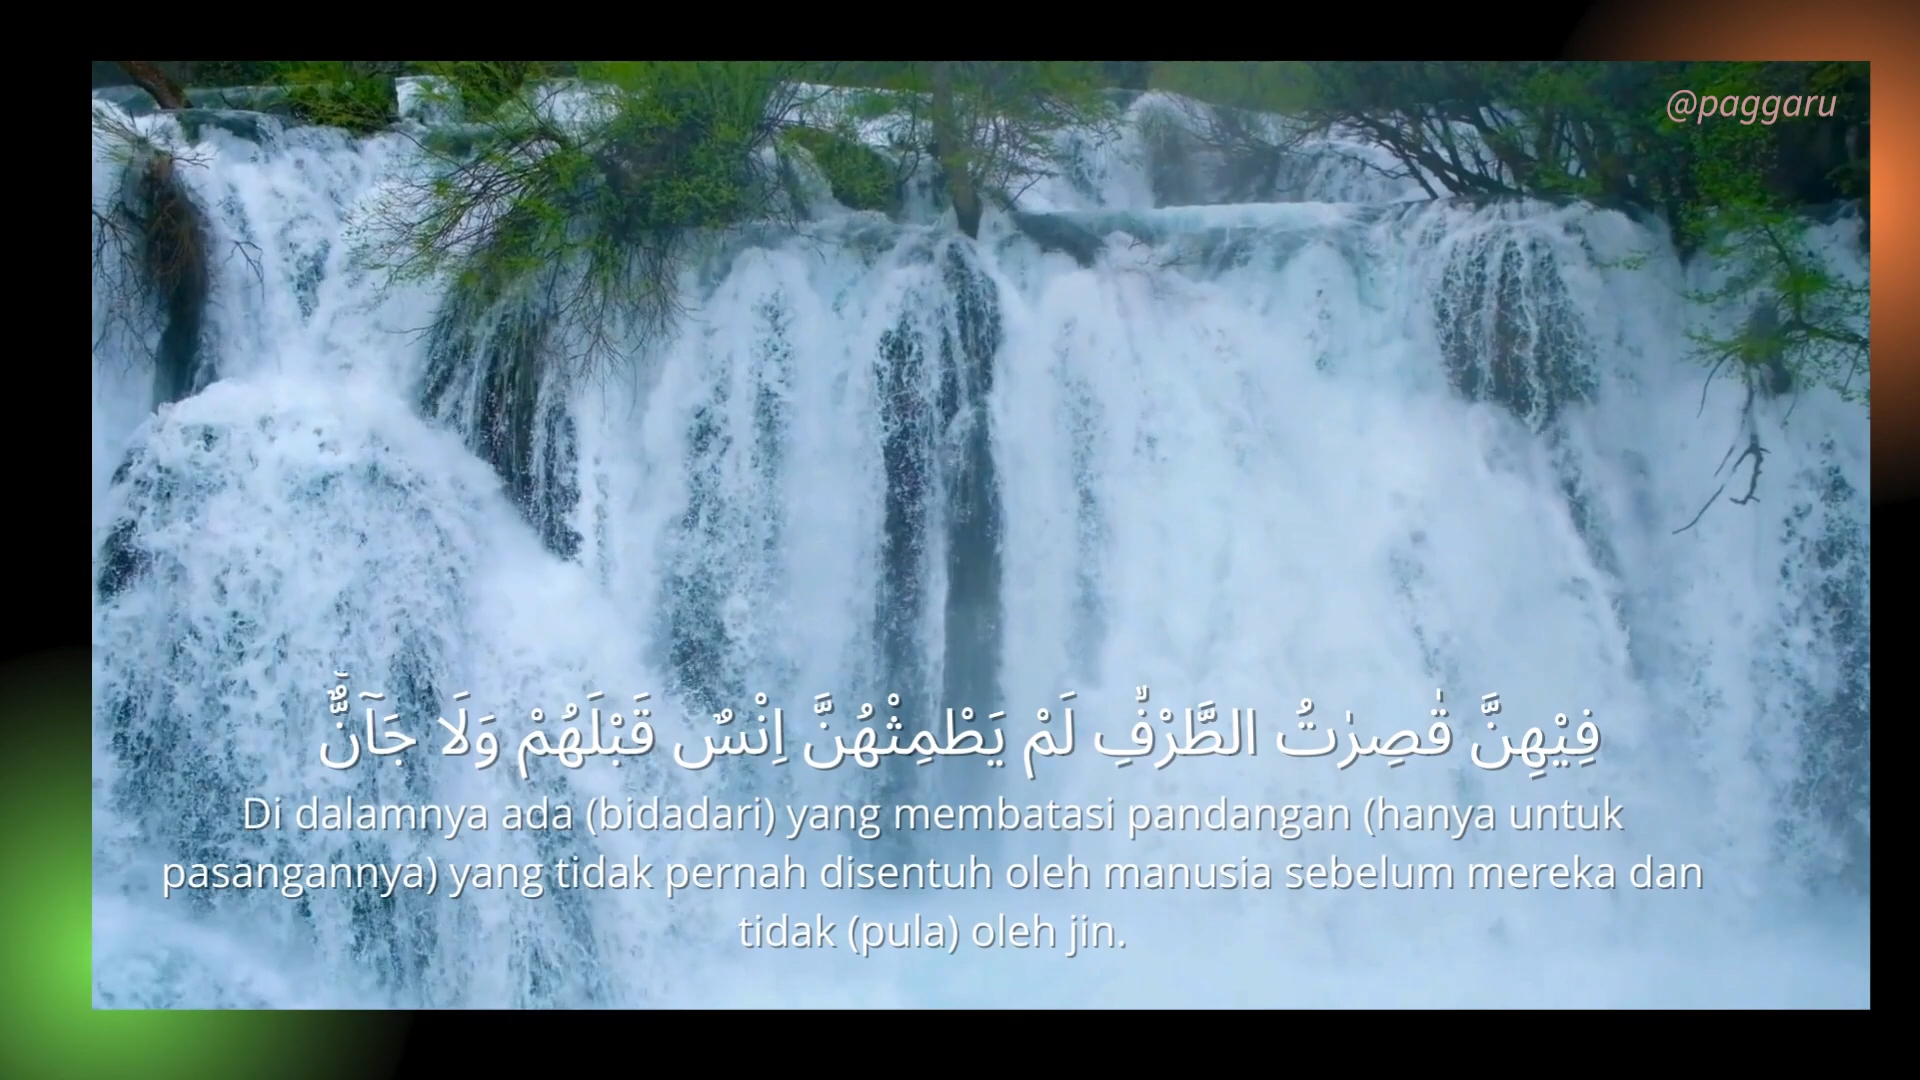 @paggaru
فِيْهِنَّ قٰصِرٰتُ الطَّرْفِۙ لَمْ يَطْمِثْهُنَّ اِنْسٌ قَبْلَهُمْ وَلَا جَاۤنٌّۚ
Di dalamnya ada (bidadari) yang membatasi pandangan (hanya untuk
pasangannya) yang tidak pernah disentuh oleh manusia sebelum mereka dan
tidak (pula) oleh jin.